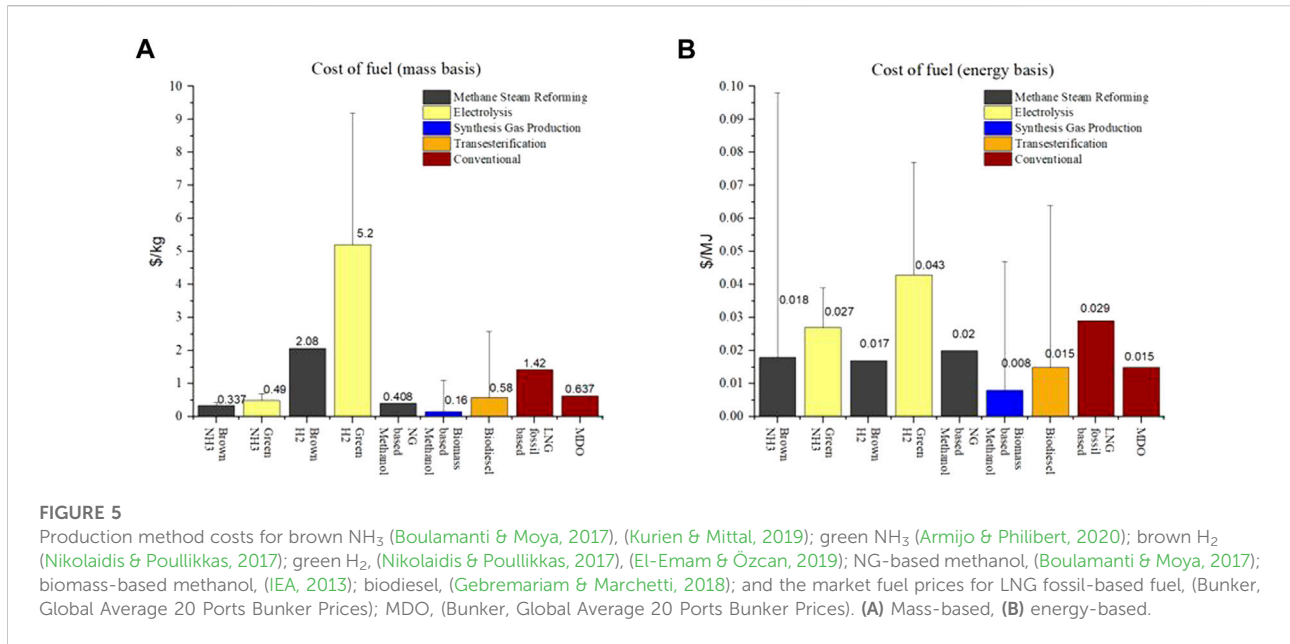 A
Cost of fuel (mass basis)
Methane Steam Reforming
Electrolysis
Synthesis Gas Production
Transesterification
Conventional
$/kg
10
9
8
7
6
5
4
3
2
1
0
0.337
0.49
2.08
5.2
0.408
0.16
0.58
1.42
0.637
Brown
NH3
Green
NH3
Brown
H2
Green
H2
NG
based
Methanol
Biomass
based
Methanol
Biodiesel
LNG
fossil
based
MDO
B
Cost of fuel (energy basis)
Methane Steam Reforming
Electrolysis
Synthesis Gas Production
Transesterification
Conventional
$/MJ
0.10
0.09
0.08
0.07
0.06
0.05
0.04
0.03
0.02
0.01
0.00
0.018
0.027
0.017
0.043
0.02
0.008
0.015
0.029
0.015
Brown
NH3
Green
NH3
Brown
H2
Green
H2
NG
based
Methanol
Biomass
based
Methanol
Biodiesel
LNG
fossil
based
MDO
FIGURE 5
Production method costs for brown NH₃ (Boulamanti & Moya, 2017), (Kurien & Mittal, 2019); green NH₃ (Armijo & Philibert, 2020); brown H₂
(Nikolaidis & Poullikkas, 2017); green H₂, (Nikolaidis & Poullikkas, 2017), (El-Emam & Özcan, 2019); NG-based methanol, (Boulamanti & Moya, 2017);
biomass-based methanol, (IEA, 2013); biodiesel, (Gebremariam & Marchetti, 2018); and the market fuel prices for LNG fossil-based fuel, (Bunker,
Global Average 20 Ports Bunker Prices); MDO, (Bunker, Global Average 20 Ports Bunker Prices). (A) Mass-based, (B) energy-based.